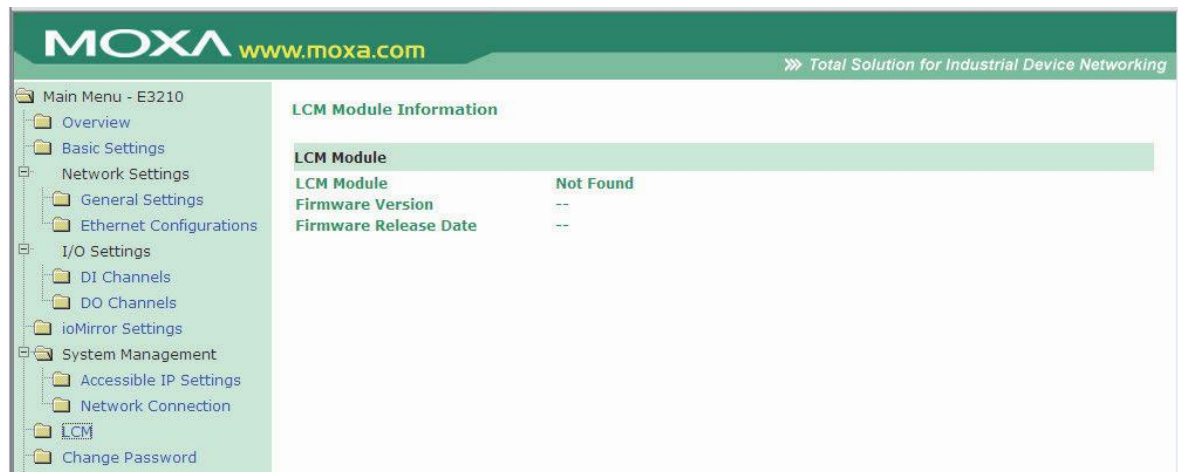 MOXA www.moxa.com
Total Solution for Industrial Device Networking
Main Menu - E3210
Overview
Basic Settings
Network Settings
General Settings
Ethernet Configurations
I/O Settings
DI Channels
DO Channels
ioMirror Settings
System Management
Accessible IP Settings
Network Connection
LCM
Change Password
LCM Module Information
LCM Module
LCM Module Not Found
Firmware Version --
Firmware Release Date --